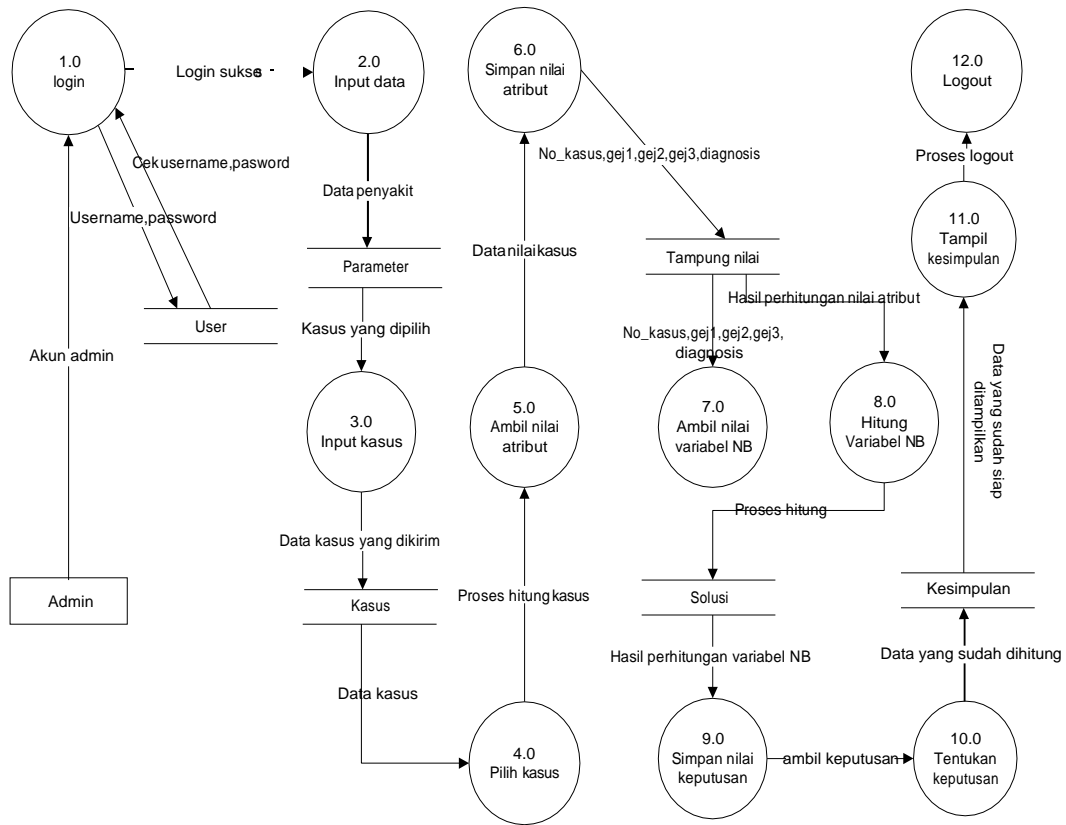 1.0
login
Login sukse -
2.0
Input data
Cekusername,pasword
Username,password
User
Akun admin
Admin
Data penyakit
Parameter
Kasus yang dipilih
3.0
Input kasus
Data kasus yang dikirim
Kasus
Data kasus
4.0
Pilih kasus
Proses hitung kasus
5.0
Ambil nilai
atribut
Data nilai kasus
6.0
Simpan nilai
atribut
No_kasus,gej1,gej2,gej3,diagnosis
Tampung nilai
No_kasus,gej1,gej2,gej3,
diagnosis
7.0
Ambil nilai
variabel NB
Hasil perhitungan nilai atribut
8.0
Hitung
Variabel NB
Proses hitung
Solusi
Hasil perhitungan variabel NB
9.0
Simpan nilai
keputusan
ambil keputusan
10.0
Tentukan
keputusan
Data yang sudah dihitung
Kesimpulan
Data yang sudah siap
ditampilkan
11.0
Tampil
kesimpulan
Proses logout
12.0
Logout